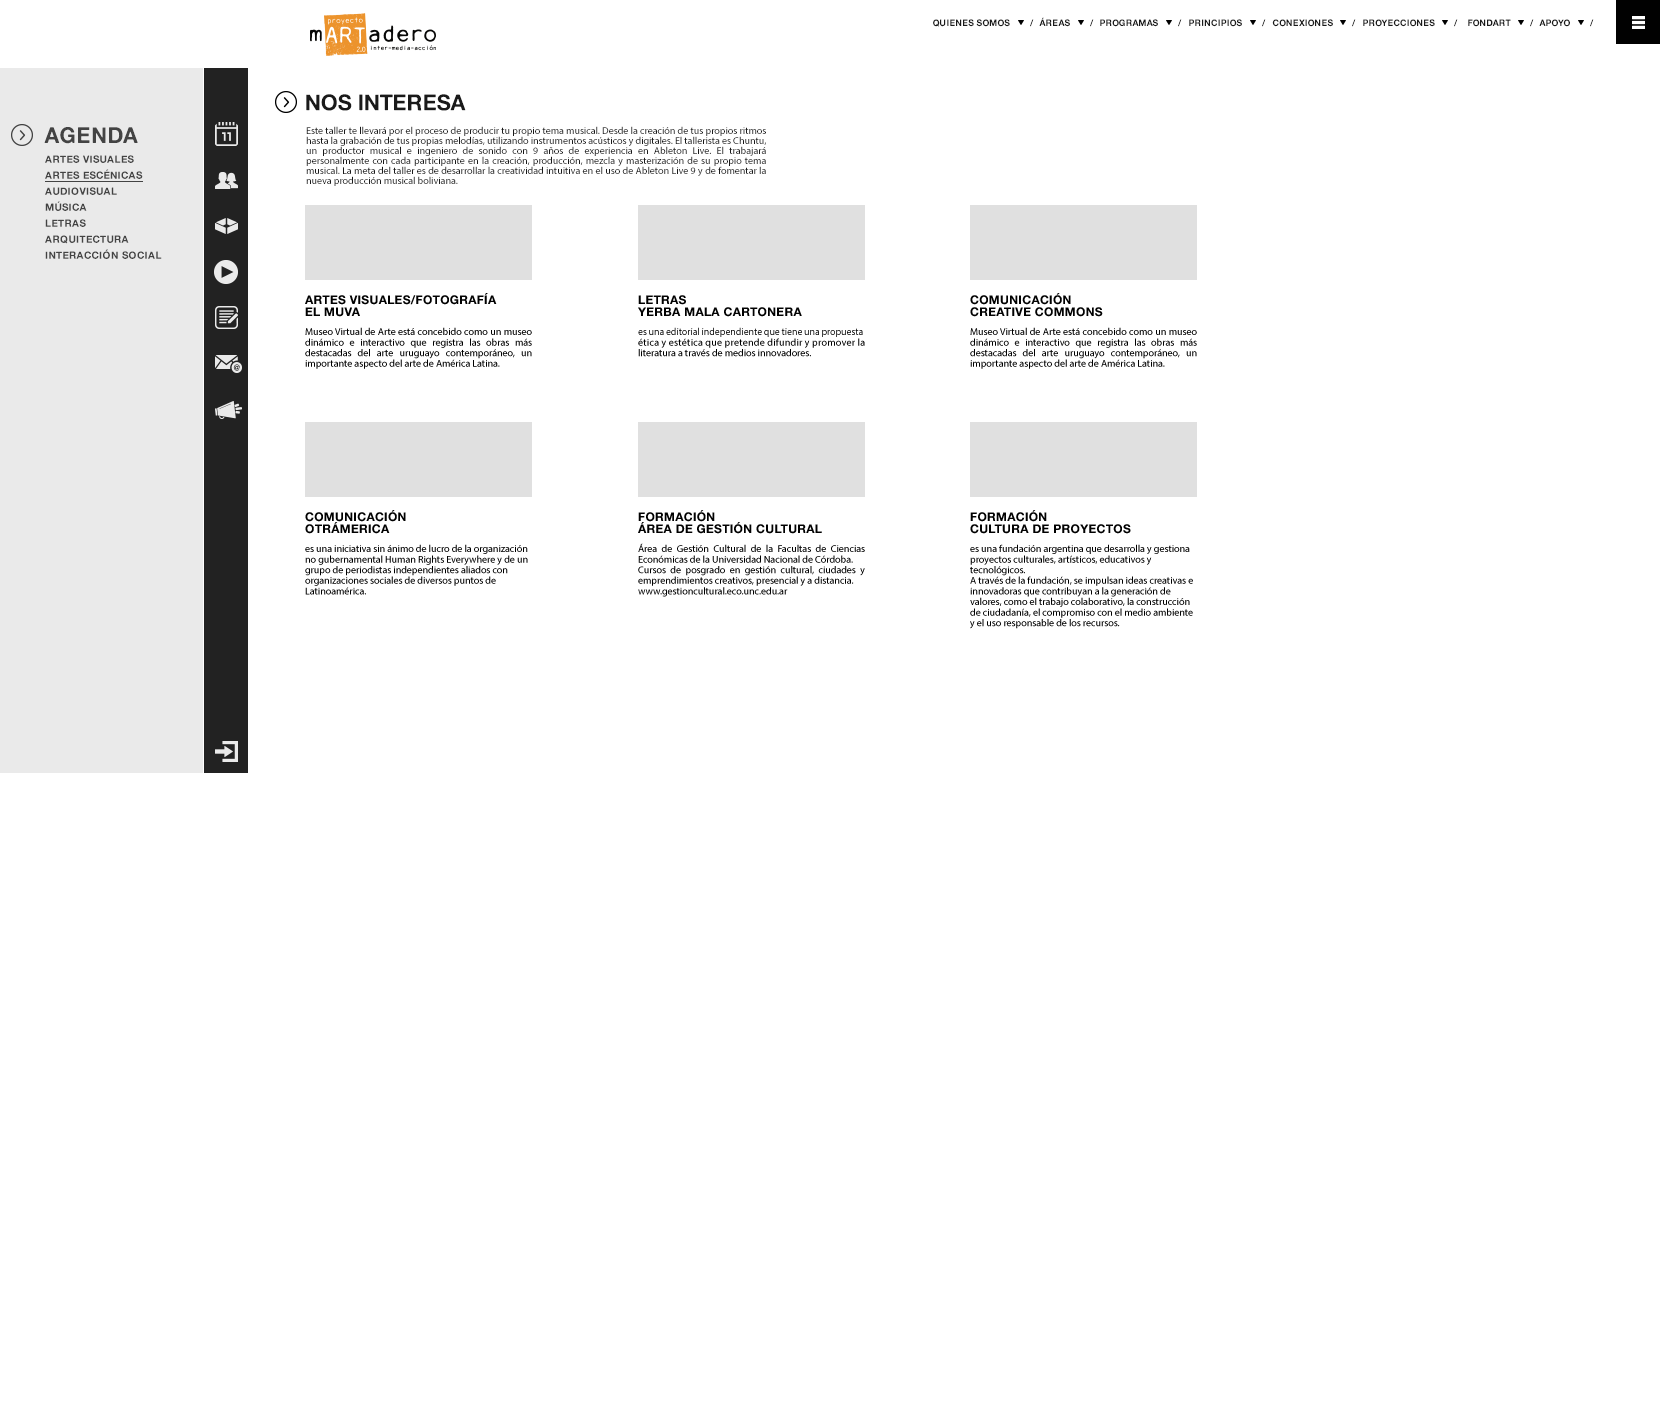 proyecto
mARTadero
2.0
inter-media-acción
QUIENES SOMOS ▼ / ÁREAS ▼ / PROGRAMAS ▼ / PRINCIPIOS ▼ / CONEXIONES ▼ / PROYECCIONES ▼ / FONDART ▼ / APOYO ▼ /
AGENDA
ARTES VISUALES
ARTES ESCÉNICAS
AUDIOVISUAL
MÚSICA
LETRAS
ARQUITECTURA
INTERACCIÓN SOCIAL
11
@
NOS INTERESA
Este taller te llevará por el proceso de producir tu propio tema musical. Desde la creación de tus propios ritmos
hasta la grabación de tus propias melodías, utilizando instrumentos acústicos y digitales. El tallerista es Chuntu,
un productor musical e ingeniero de sonido con 9 años de experiencia en Ableton Live. El trabajará
personalmente con cada participante en la creación, producción, mezcla y masterización de su propio tema
musical. La meta del taller es de desarrollar la creatividad intuitiva en el uso de Ableton Live 9 y de fomentar la
nueva producción musical boliviana.
ARTES VISUALES/FOTOGRAFÍA
EL MUVA
Museo Virtual de Arte está concebido como un museo
dinámico e interactivo que registra las obras más
destacadas del arte uruguayo contemporáneo, un
importante aspecto del arte de América Latina.
LETRAS
YERBA MALA CARTONERA
es una editorial independiente que tiene una propuesta
ética y estética que pretende difundir y promover la
literatura a través de medios innovadores.
COMUNICACIÓN
CREATIVE COMMONS
Museo Virtual de Arte está concebido como un museo
dinámico e interactivo que registra las obras más
destacadas del arte uruguayo contemporáneo, un
importante aspecto del arte de América Latina.
COMUNICACIÓN
OTRÁMERICA
es una iniciativa sin ánimo de lucro de la organización
no gubernamental Human Rights Everywhere y de un
grupo de periodistas independientes aliados con
organizaciones sociales de diversos puntos de
Latinoamérica.
FORMACIÓN
ÁREA DE GESTIÓN CULTURAL
Área de Gestión Cultural de la Facultas de Ciencias
Económicas de la Universidad Nacional de Córdoba.
Cursos de posgrado en gestión cultural, ciudades y
emprendimientos creativos, presencial y a distancia.
www.gestioncultural.eco.unc.edu.ar
FORMACIÓN
CULTURA DE PROYECTOS
es una fundación argentina que desarrolla y gestiona
proyectos culturales, artísticos, educativos y
tecnológicos.
A través de la fundación, se impulsan ideas creativas e
innovadoras que contribuyan a la generación de
valores, como el trabajo colaborativo, la construcción
de ciudadanía, el compromiso con el medio ambiente
y el uso responsable de los recursos.